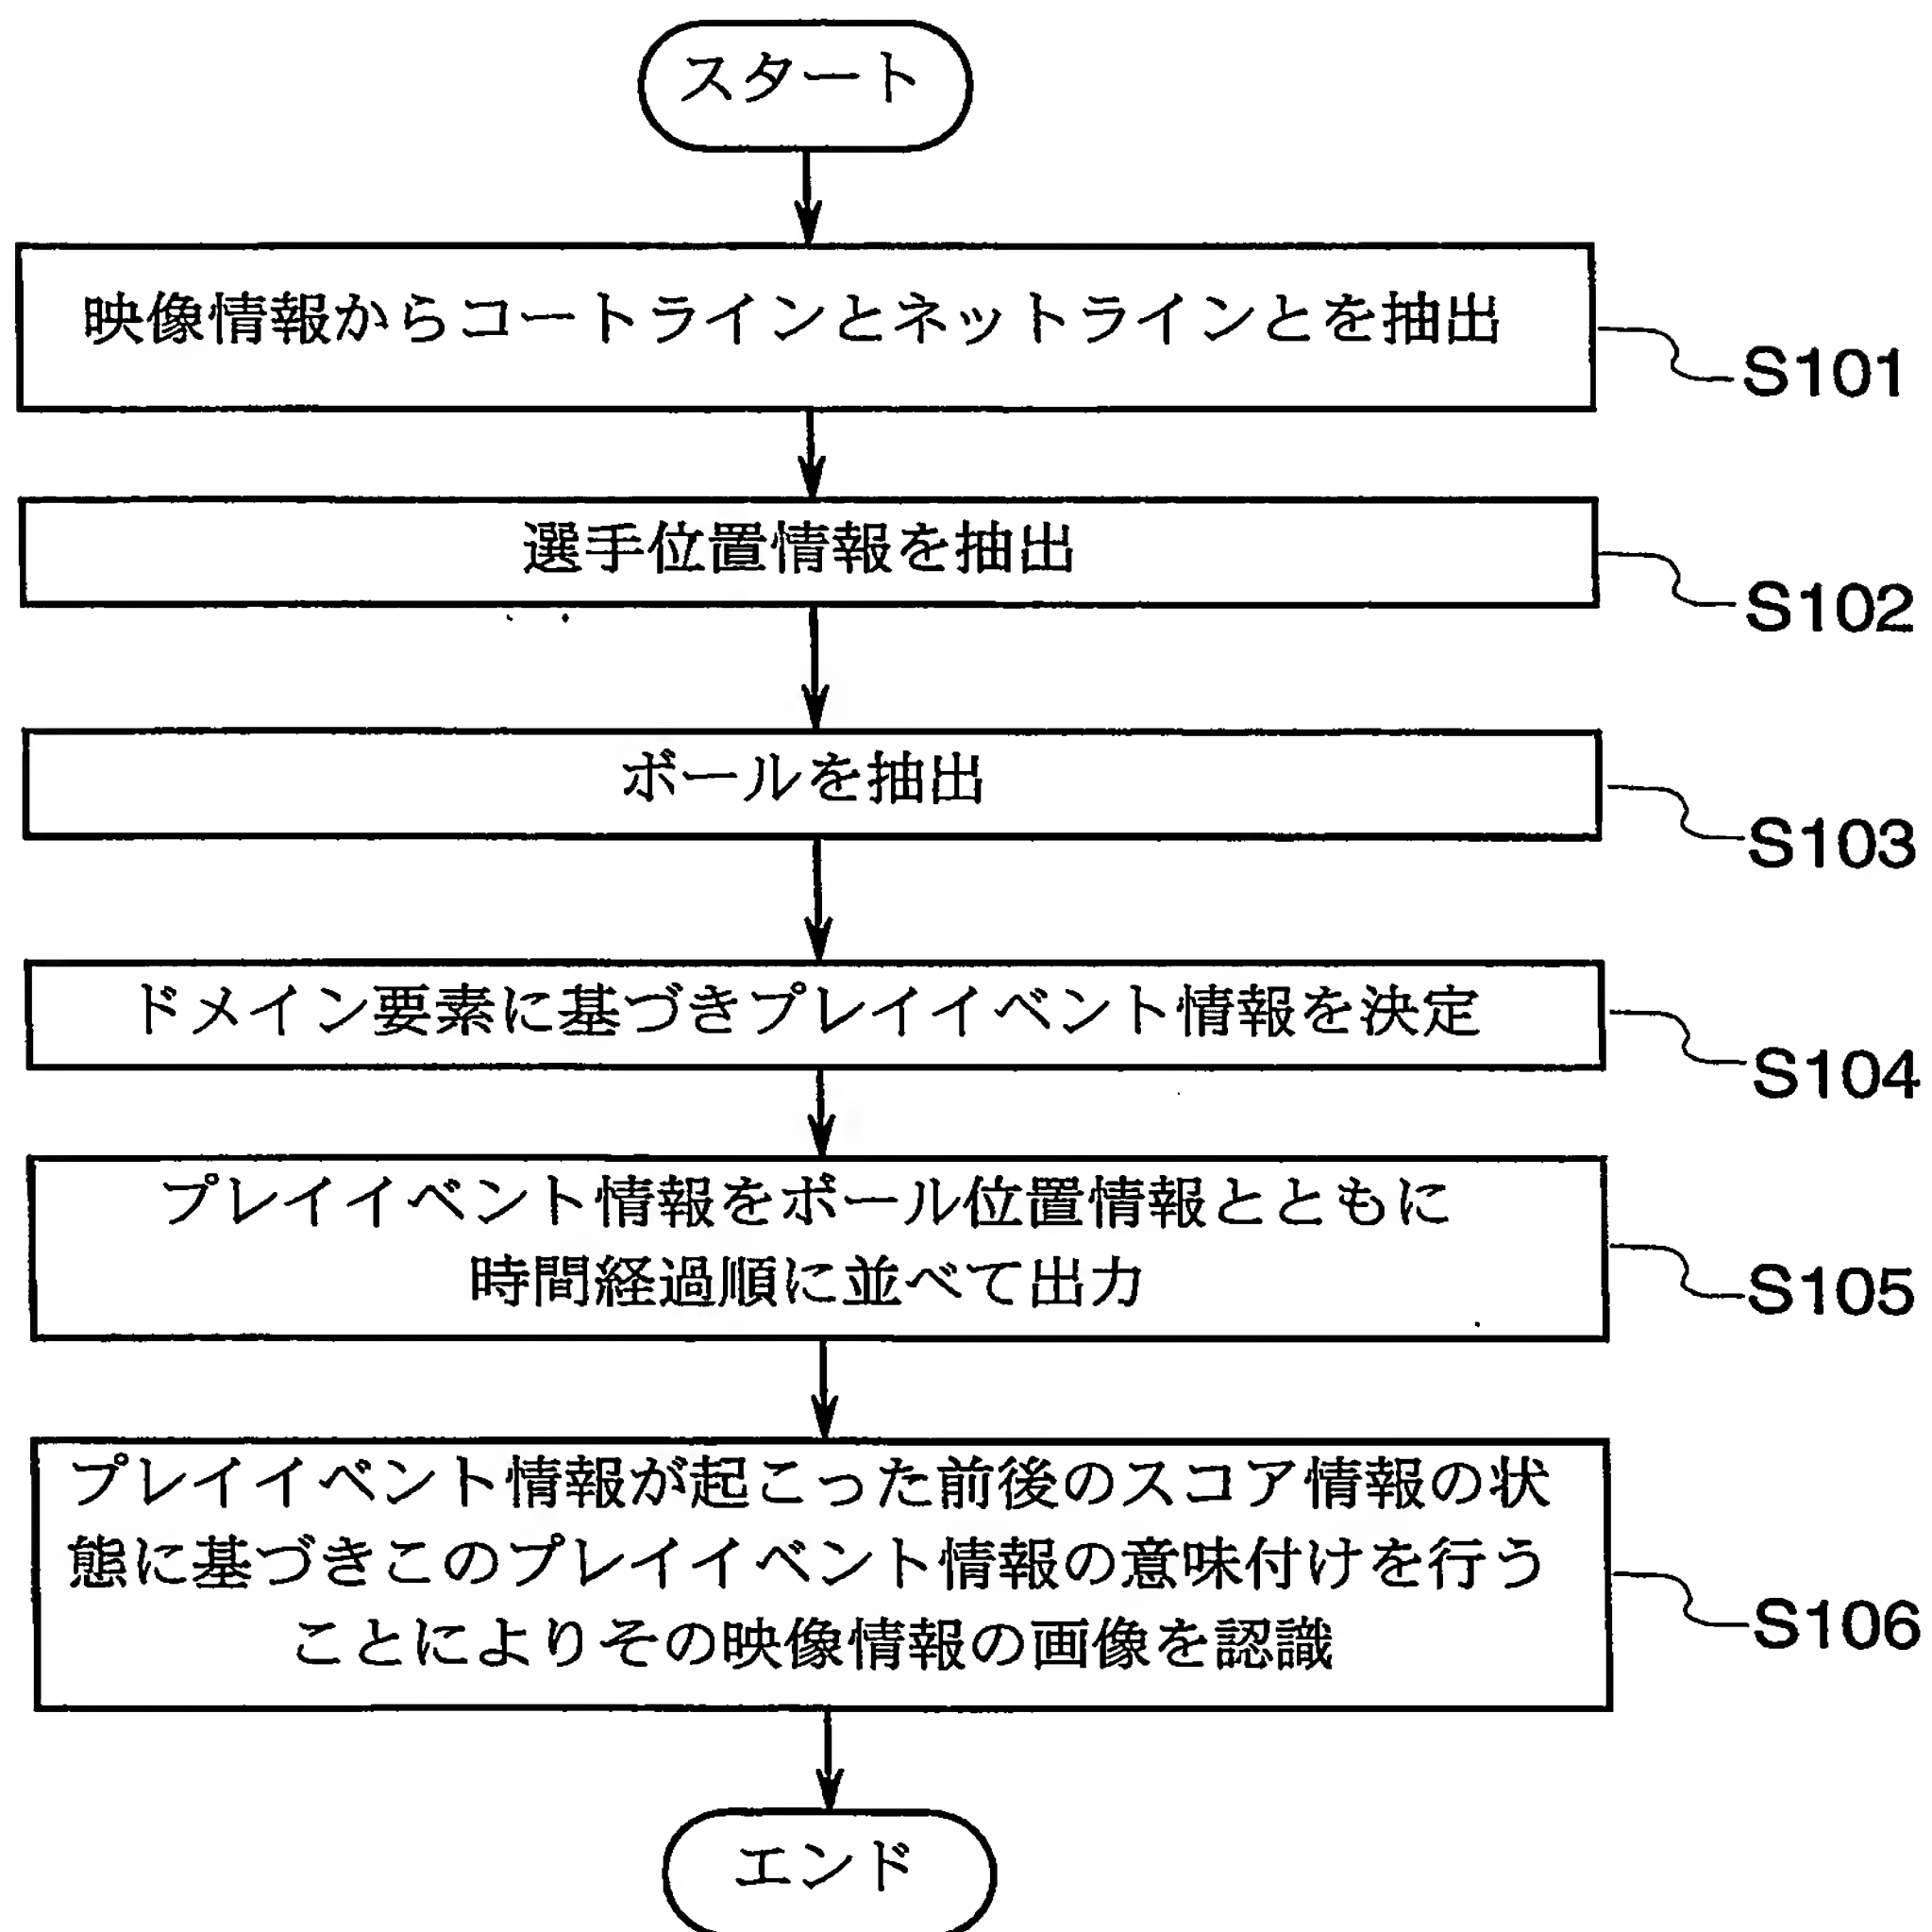 スタート
映像情報からコートラインとネットラインとを抽出
S101
選手位置情報を抽出
S102
ボールを抽出
S103
ドメイン要素に基づきプレイイベント情報を決定
S104
プレイイベント情報をボール位置情報とともに
時間経過順に並べて出力
S105
プレイイベント情報が起こった前後のスコア情報の状
態に基づきこのプレイイベント情報の意味付けを行う
ことによりその映像情報の画像を認識
S106
エンド